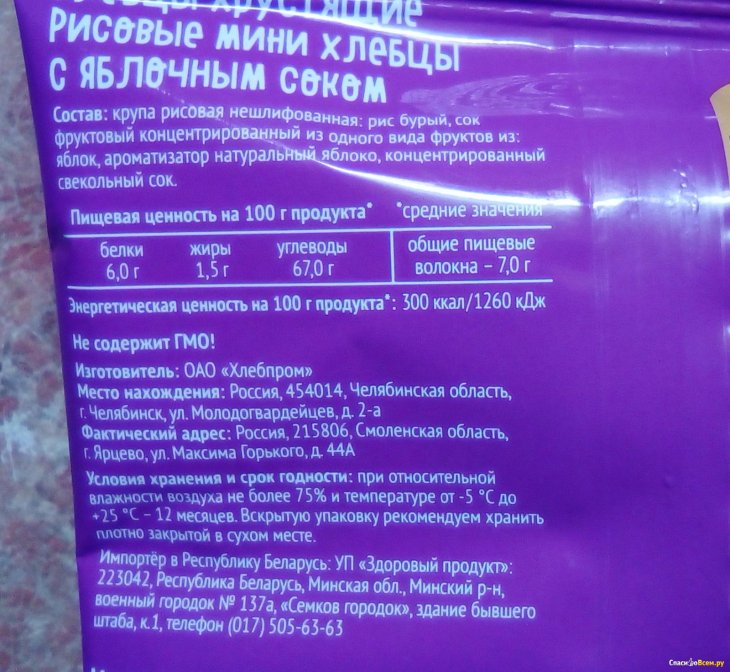 хрустящие
Рисовые мини хлебцы
с яблочным соком
Состав: крупа рисовая нешлифованная: рис бурый, сок
фруктовый концентрированный из одного вида фруктов из:
яблок, ароматизатор натуральный яблоко, концентрированный
свекольный сок.
Пищевая ценность на 100 г продукта* *средние значения
белки жиры углеводы общие пищевые
6,0 г 1,5 г 67,0 г волокна – 7,0 г
Энергетическая ценность на 100 г продукта*: 300 ккал/1260 кДж
Не содержит ГМО!
Изготовитель: ОАО «Хлебпром»
Место нахождения: Россия, 454014, Челябинская область,
г. Челябинск, ул. Молодогвардейцев, д. 2-а
Фактический адрес: Россия, 215806, Смоленская область,
г. Ярцево, ул. Максима Горького, д. 44А
Условия хранения и срок годности: при относительной
влажности воздуха не более 75% и температуре от -5 °С до
+25 °С – 12 месяцев. Вскрытую упаковку рекомендуем хранить
плотно закрытой в сухом месте.
Импортёр в Республику Беларусь: УП «Здоровый продукт»:
223042, Республика Беларусь, Минская обл., Минский р-н,
военный городок № 137а, «Семков городок», здание бывшего
штаба, к.1, телефон (017) 505-63-63
СпасибоВсем.ру